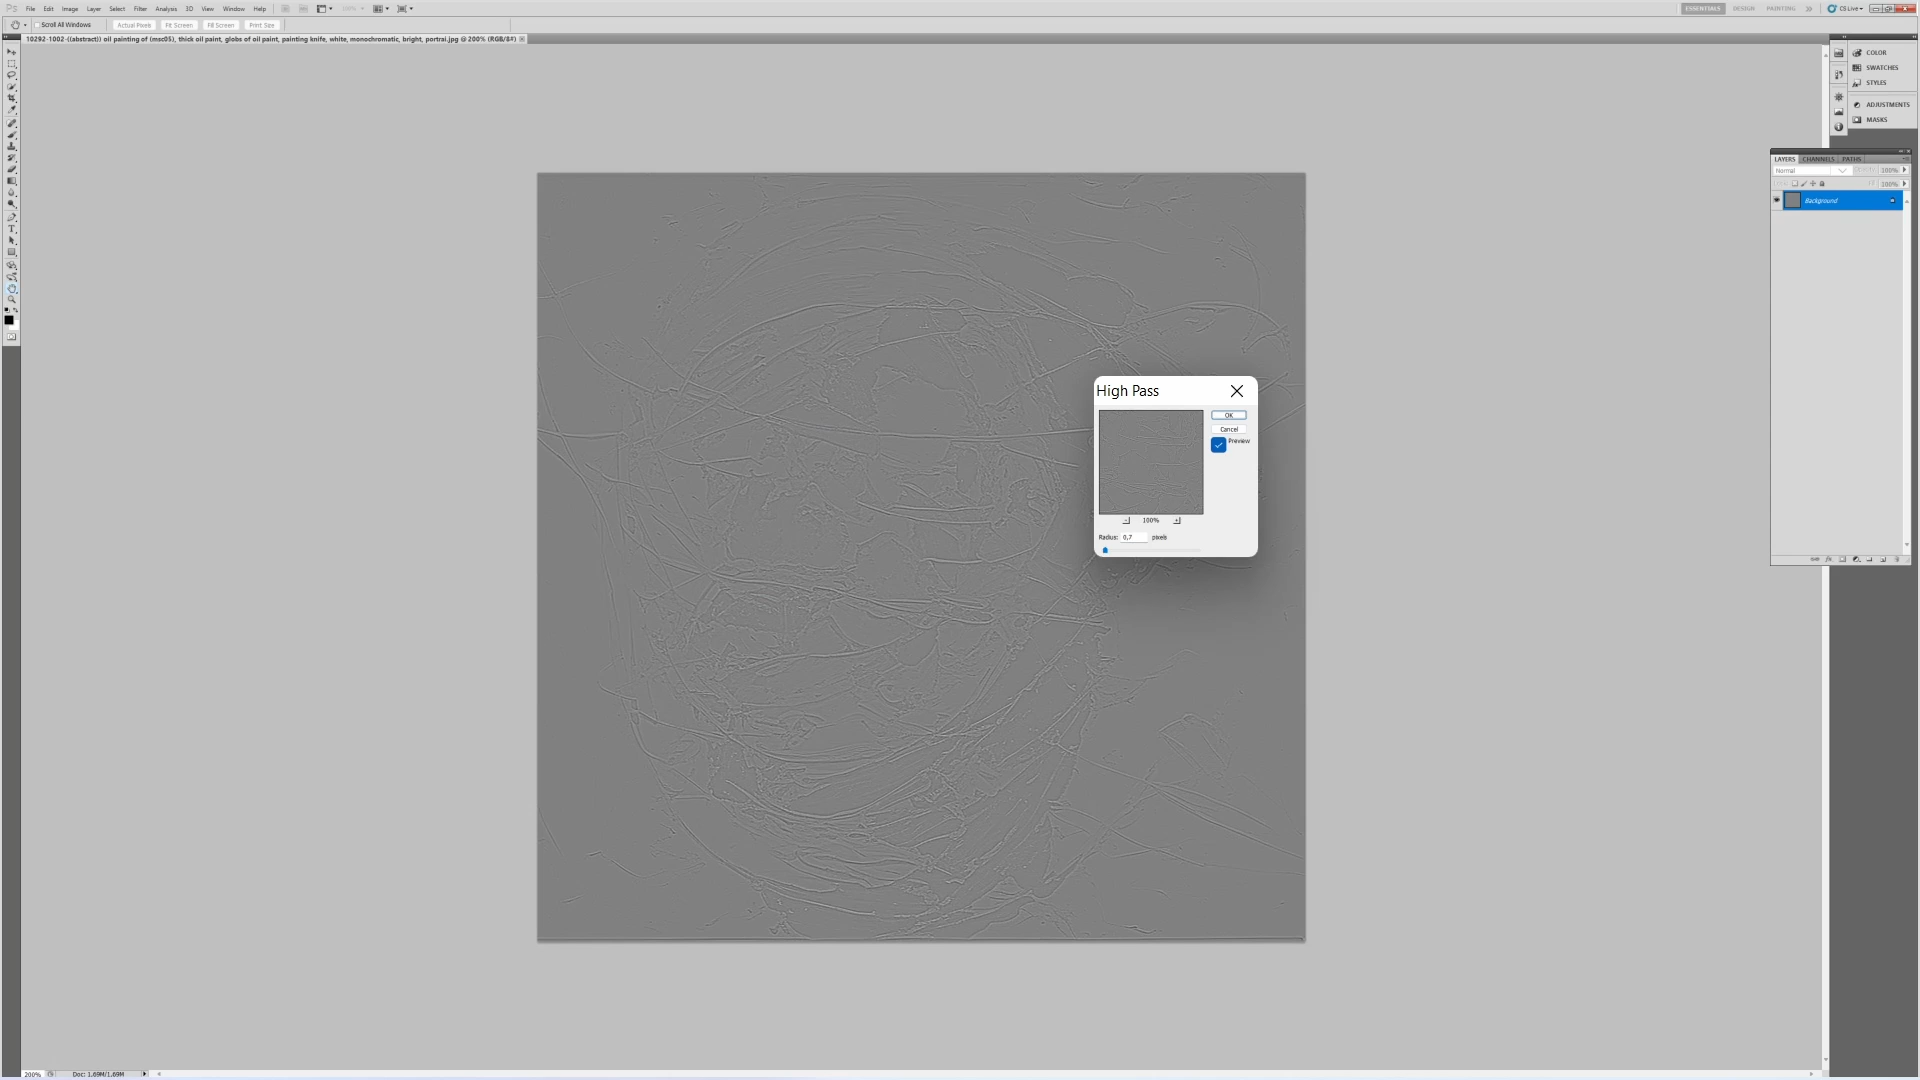 Ps File Edit Image Layer Select Filter Analysis 3D View Window Help 100% ESSENTIALS DESIGN PAINTING CS Live
Scroll All Windows Actual Pixels Fit Screen Fill Screen Print Size
10292-1002-((abstract)) oil painting of (msc05), thick oil paint, globs of oil paint, painting knife, white, monochromatic, bright, portrai.jpg @ 200% (RGB/8#)
COLOR
SWATCHES
STYLES
ADJUSTMENTS
MASKS
LAYERS CHANNELS PATHS
Normal Opacity: 100%
100%
Background
High Pass
OK
Cancel
Preview
100%
Radius: 0,7 pixels
200% Doc: 1,69M/1,69M